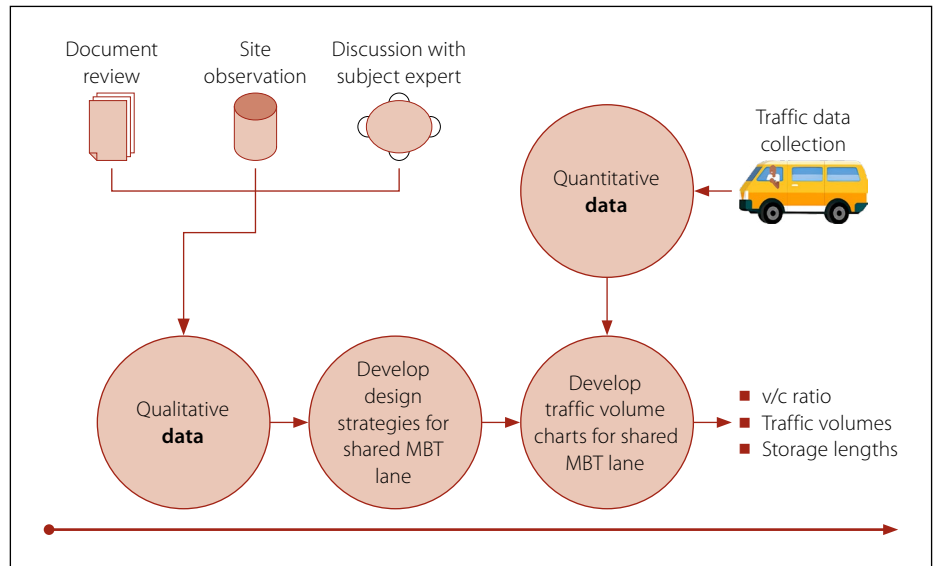 Document
review
Site
observation
Discussion with
subject expert
Traffic data
collection
Quantitative
data
Qualitative
data
Develop
design
strategies for
shared MBT
lane
Develop
traffic volume
charts for shared
MBT lane
■ v/c ratio
■ Traffic volumes
■ Storage lengths